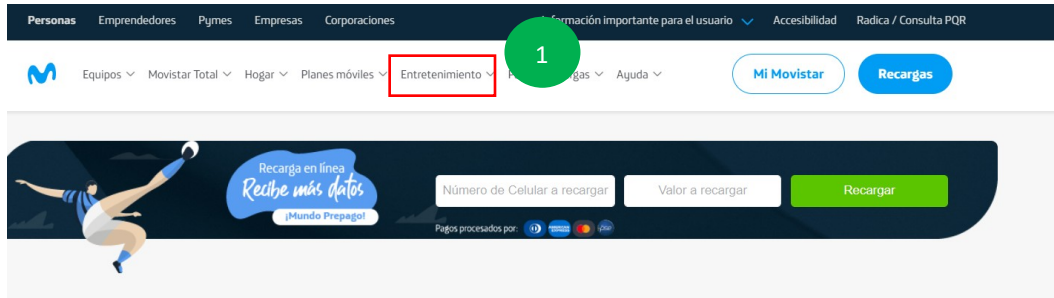 Personas Emprendedores Pymes Empresas Corporaciones Información importante para el usuario Accesibilidad Radica / Consulta PQR
1
Equipos Movistar Total Hogar Planes móviles Entretenimiento Ayuda Mi Movistar Recargas
Recarga en línea
Recibe más datos
¡Mundo Prepago!
Número de Celular a recargar Valor a recargar Recargar
Pagos procesados por: